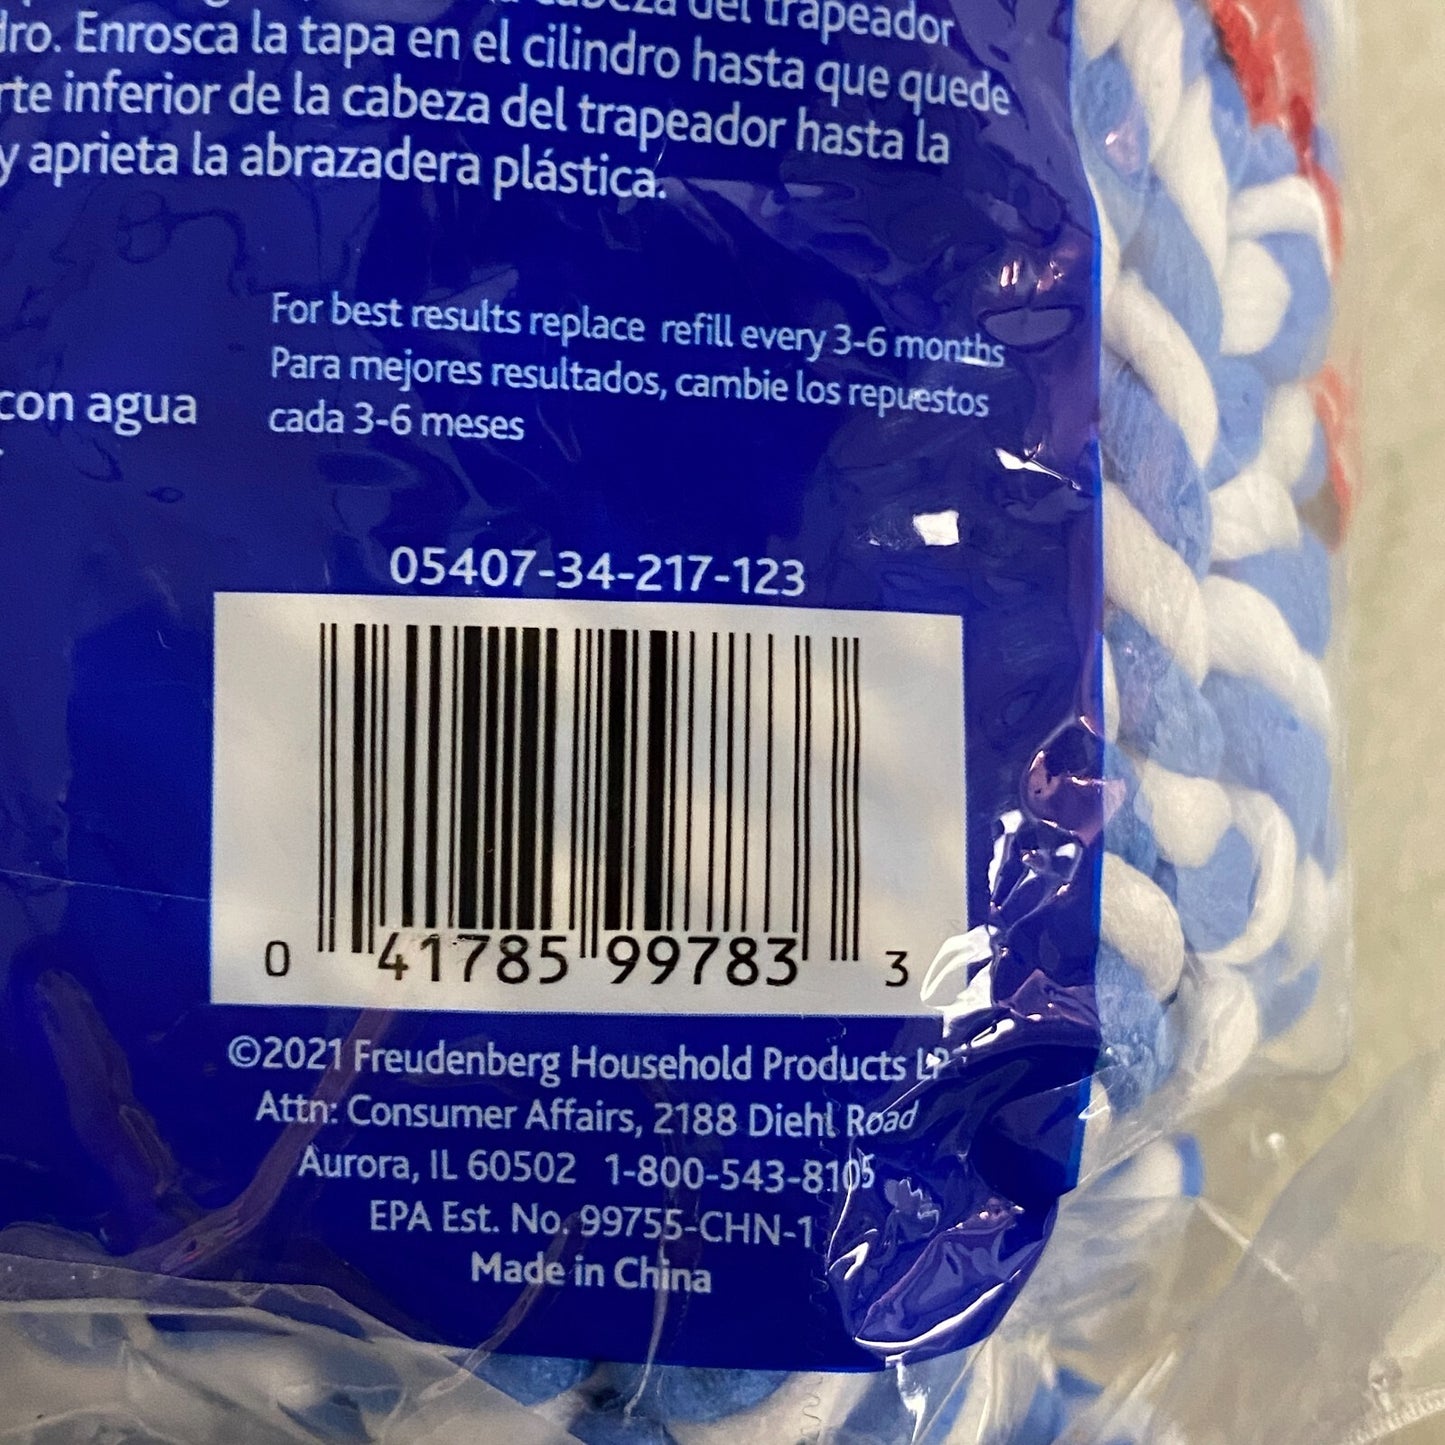 cabeza del trapeador
dro. Enrosca la tapa en el cilindro hasta que quede
rte inferior de la cabeza del trapeador hasta la
y aprieta la abrazadera plástica.
For best results replace refill every 3-6 months
Para mejores resultados, cambie los repuestos
con agua
cada 3-6 meses
05407-34-217-123
0 41785 99783 3
©2021 Freudenberg Household Products LP
Attn: Consumer Affairs, 2188 Diehl Road
Aurora, IL 60502 1-800-543-8105
EPA Est. No. 99755-CHN-1
Made in China